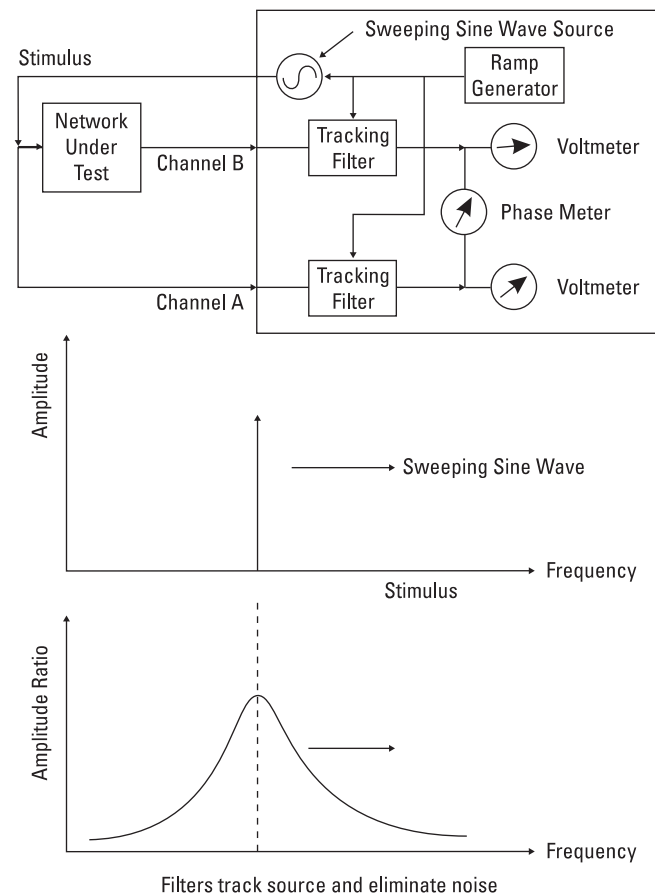 Sweeping Sine Wave Source
Stimulus
Ramp
Generator
Network
Under
Test
Channel B
Tracking
Filter
Voltmeter
Phase Meter
Channel A
Tracking
Filter
Voltmeter
Amplitude
Sweeping Sine Wave
Frequency
Stimulus
Amplitude Ratio
Frequency
Filters track source and eliminate noise